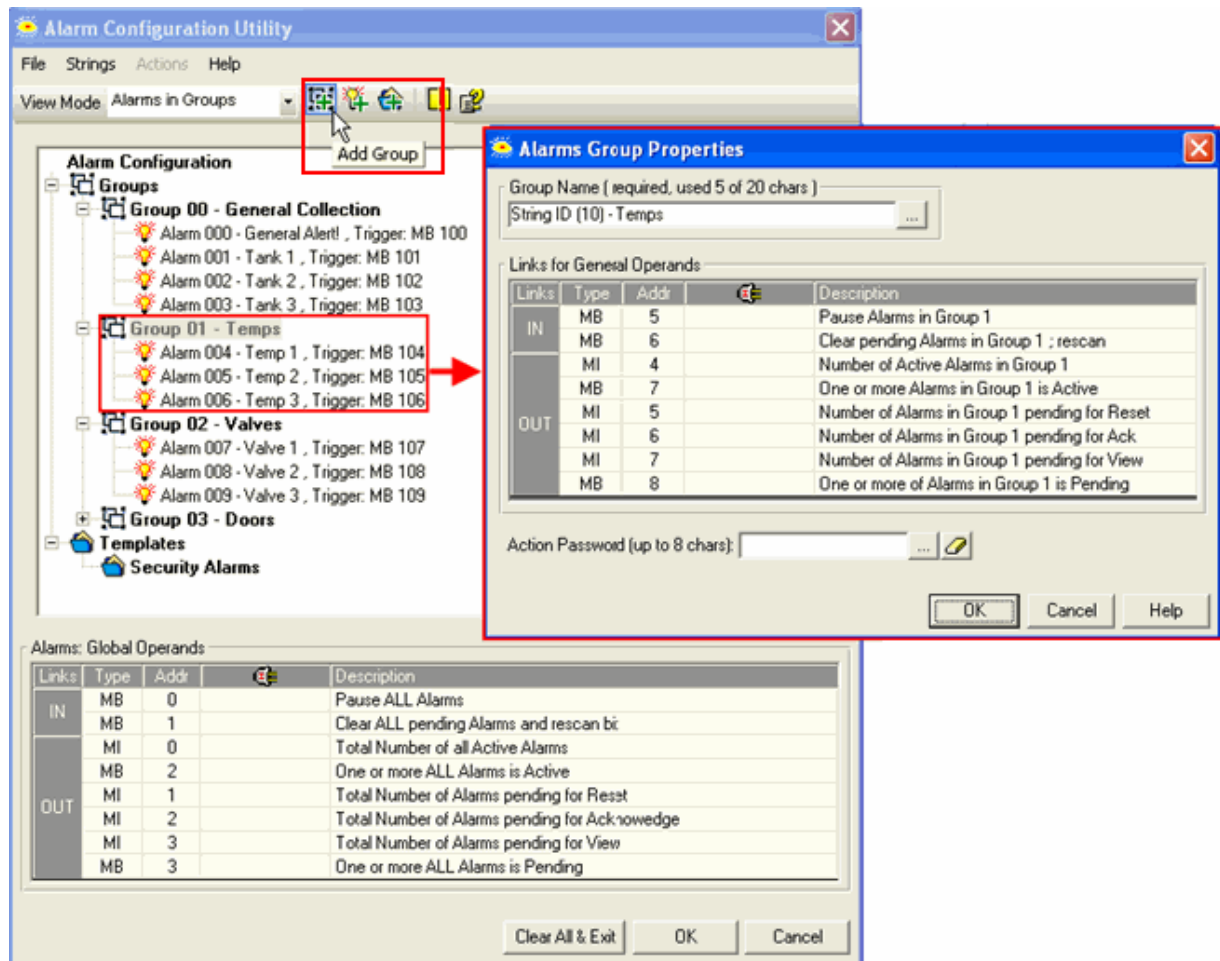 Alarm Configuration Utility
File Strings Actions Help
View Mode Alarms in Groups
Add Group
Alarm Configuration
Groups
Group 00 - General Collection
Alarm 000 - General Alert! , Trigger: MB 100
Alarm 001 - Tank 1 , Trigger: MB 101
Alarm 002 - Tank 2 , Trigger: MB 102
Alarm 003 - Tank 3 , Trigger: MB 103
Group 01 - Temps
Alarm 004 - Temp 1 , Trigger: MB 104
Alarm 005 - Temp 2 , Trigger: MB 105
Alarm 006 - Temp 3 , Trigger: MB 106
Group 02 - Valves
Alarm 007 - Valve 1 , Trigger: MB 107
Alarm 008 - Valve 2 , Trigger: MB 108
Alarm 009 - Valve 3 , Trigger: MB 109
Group 03 - Doors
Templates
Security Alarms
Alarms Group Properties
Group Name ( required, used 5 of 20 chars )
String ID (10) - Temps ...
Links for General Operands
Links Type Addr Description
IN
MB 5 Pause Alarms in Group 1
MB 6 Clear pending Alarms in Group 1 ; rescan
OUT
MI 4 Number of Active Alarms in Group 1
MB 7 One or more Alarms in Group 1 is Active
MI 5 Number of Alarms in Group 1 pending for Reset
MI 6 Number of Alarms in Group 1 pending for Ack
MI 7 Number of Alarms in Group 1 pending for View
MB 8 One or more of Alarms in Group 1 is Pending
Action Password (up to 8 chars): ...
OK Cancel Help
Alarms: Global Operands
Links Type Addr Description
IN
MB 0 Pause ALL Alarms
MB 1 Clear ALL pending Alarms and rescan bit
OUT
MI 0 Total Number of all Active Alarms
MB 2 One or more ALL Alarms is Active
MI 1 Total Number of Alarms pending for Reset
MI 2 Total Number of Alarms pending for Acknowedge
MI 3 Total Number of Alarms pending for View
MB 3 One or more ALL Alarms is Pending
Clear All & Exit OK Cancel